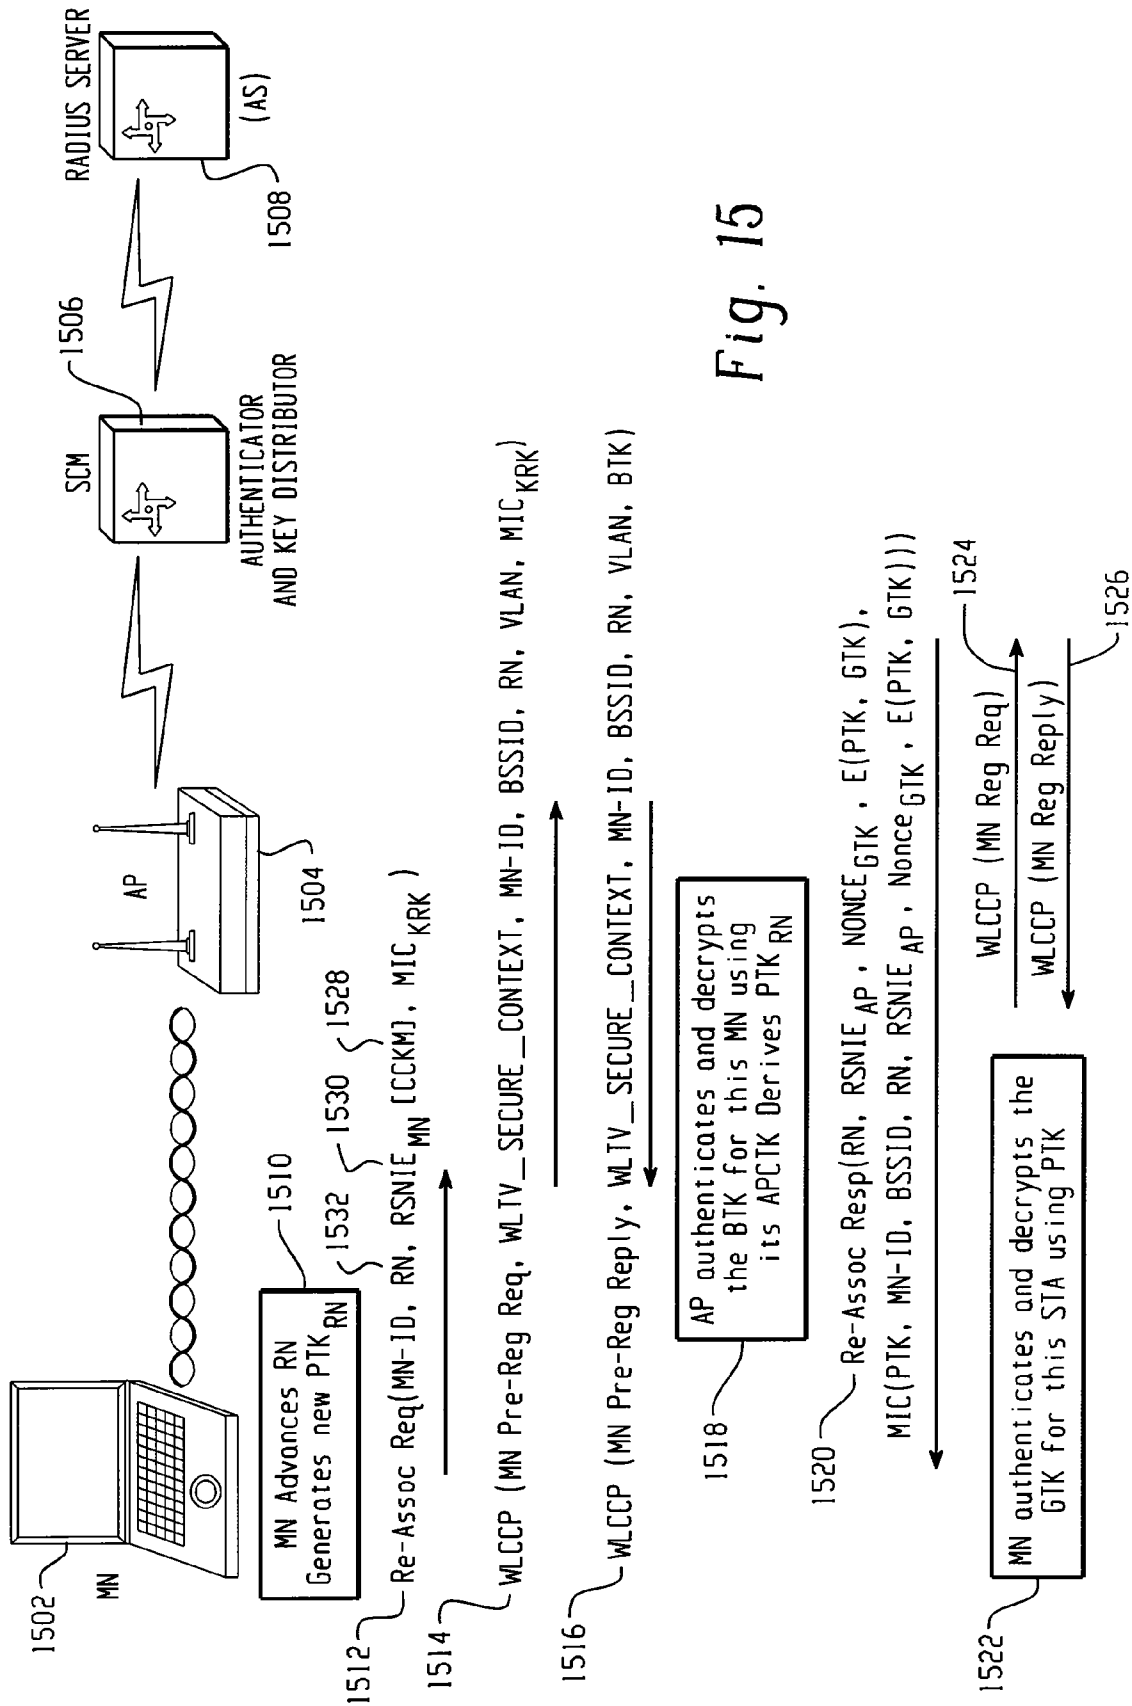 RADIUS SERVER
(AS)
1508
SCM
1506
AUTHENTICATOR
AND KEY DISTRIBUTOR
AP
1504
1502
MN
1510
MN Advances RN
Generates new PTK RN
1512
1532
1530
1528
Re-Assoc Req(MN-ID, RN, RSNIE MN [CCKM], MIC KRK )
1514
WLCCP (MN Pre-Reg Req, WLTV_SECURE_CONTEXT, MN-ID, BSSID, RN, VLAN, MIC KRK)
1516
WLCCP (MN Pre-Reg Reply, WLTV_SECURE_CONTEXT, MN-ID, BSSID, RN, VLAN, BTK)
1518
AP authenticates and decrypts
the BTK for this MN using
its APCTK Derives PTK RN
1520
Re-Assoc Resp(RN, RSNIE AP, NONCE GTK, E(PTK, GTK),
MIC(PTK, MN-ID, BSSID, RN, RSNIE AP, Nonce GTK, E(PTK, GTK)))
1522
MN authenticates and decrypts the
GTK for this STA using PTK
WLCCP (MN Reg Req)
1524
WLCCP (MN Reg Reply)
1526
Fig. 15